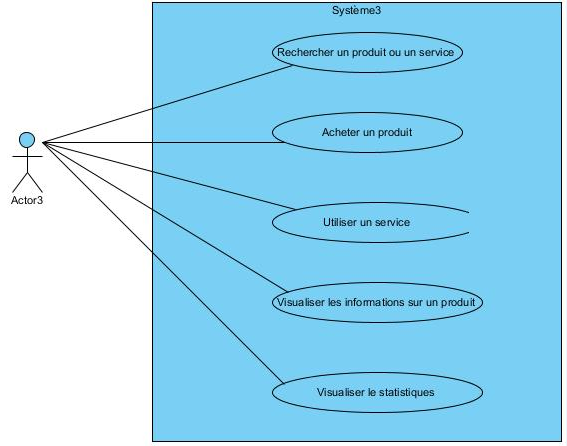 Système3
Rechercher un produit ou un service
Acheter un produit
Actor3
Utiliser un service
Visualiser les informations sur un produit
Visualiser le statistiques